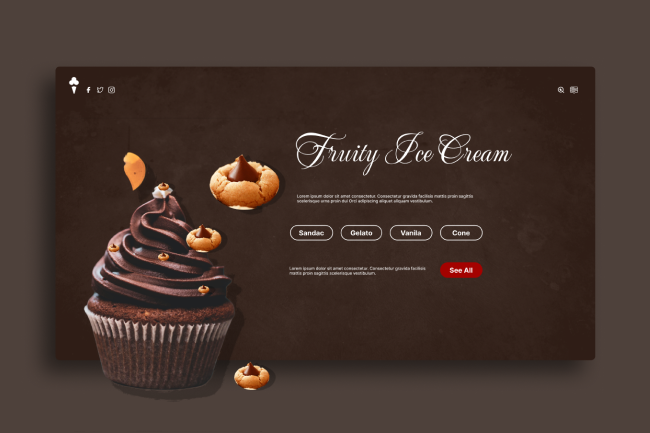 Fruity Ice Cream
Lorem ipsum dolor sit amet consectetur. Consectetur gravida facilisis mattis proin sagittis
scelerisque urna proin dui Orci adipiscing aliquet aliquam vestibulum.
Sandac Gelato Vanila Cone
Lorem ipsum dolor sit amet consectetur. Consectetur gravida facilisis
mattis proin sagittis scelerisque vestibulum.
See All